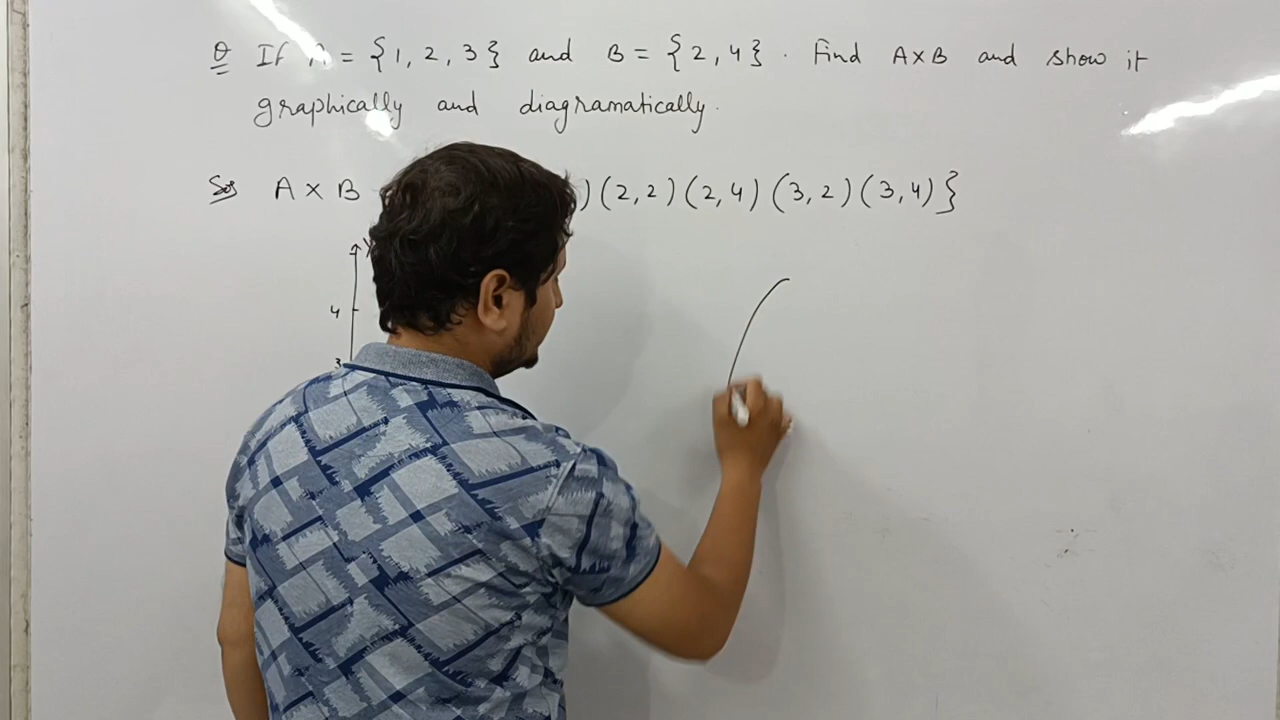 Q If A = {1, 2, 3} and B = {2, 4}. Find A×B and show it
graphically and diagramatically.
Sol A × B ) (2, 2) (2, 4) (3, 2) (3, 4)}
Y
4
3